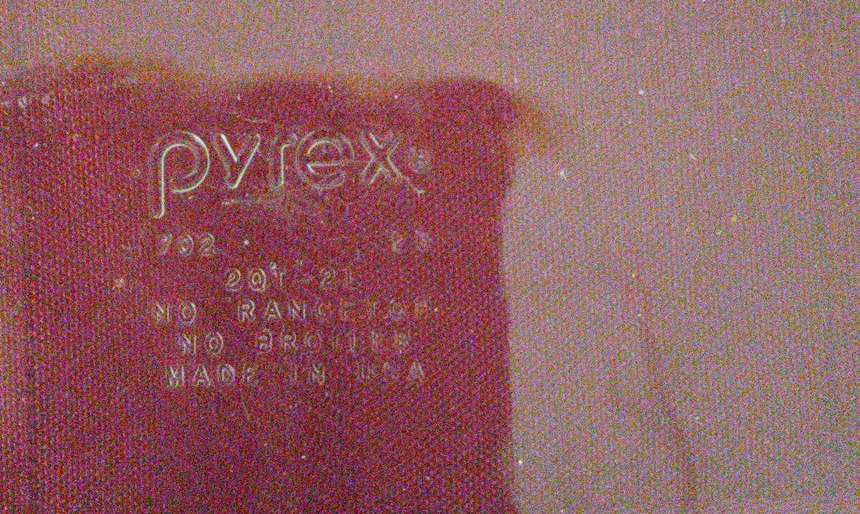 pyrex®
702
2QT-2L
NO RANGETOP
NO BROILER
MADE IN USA